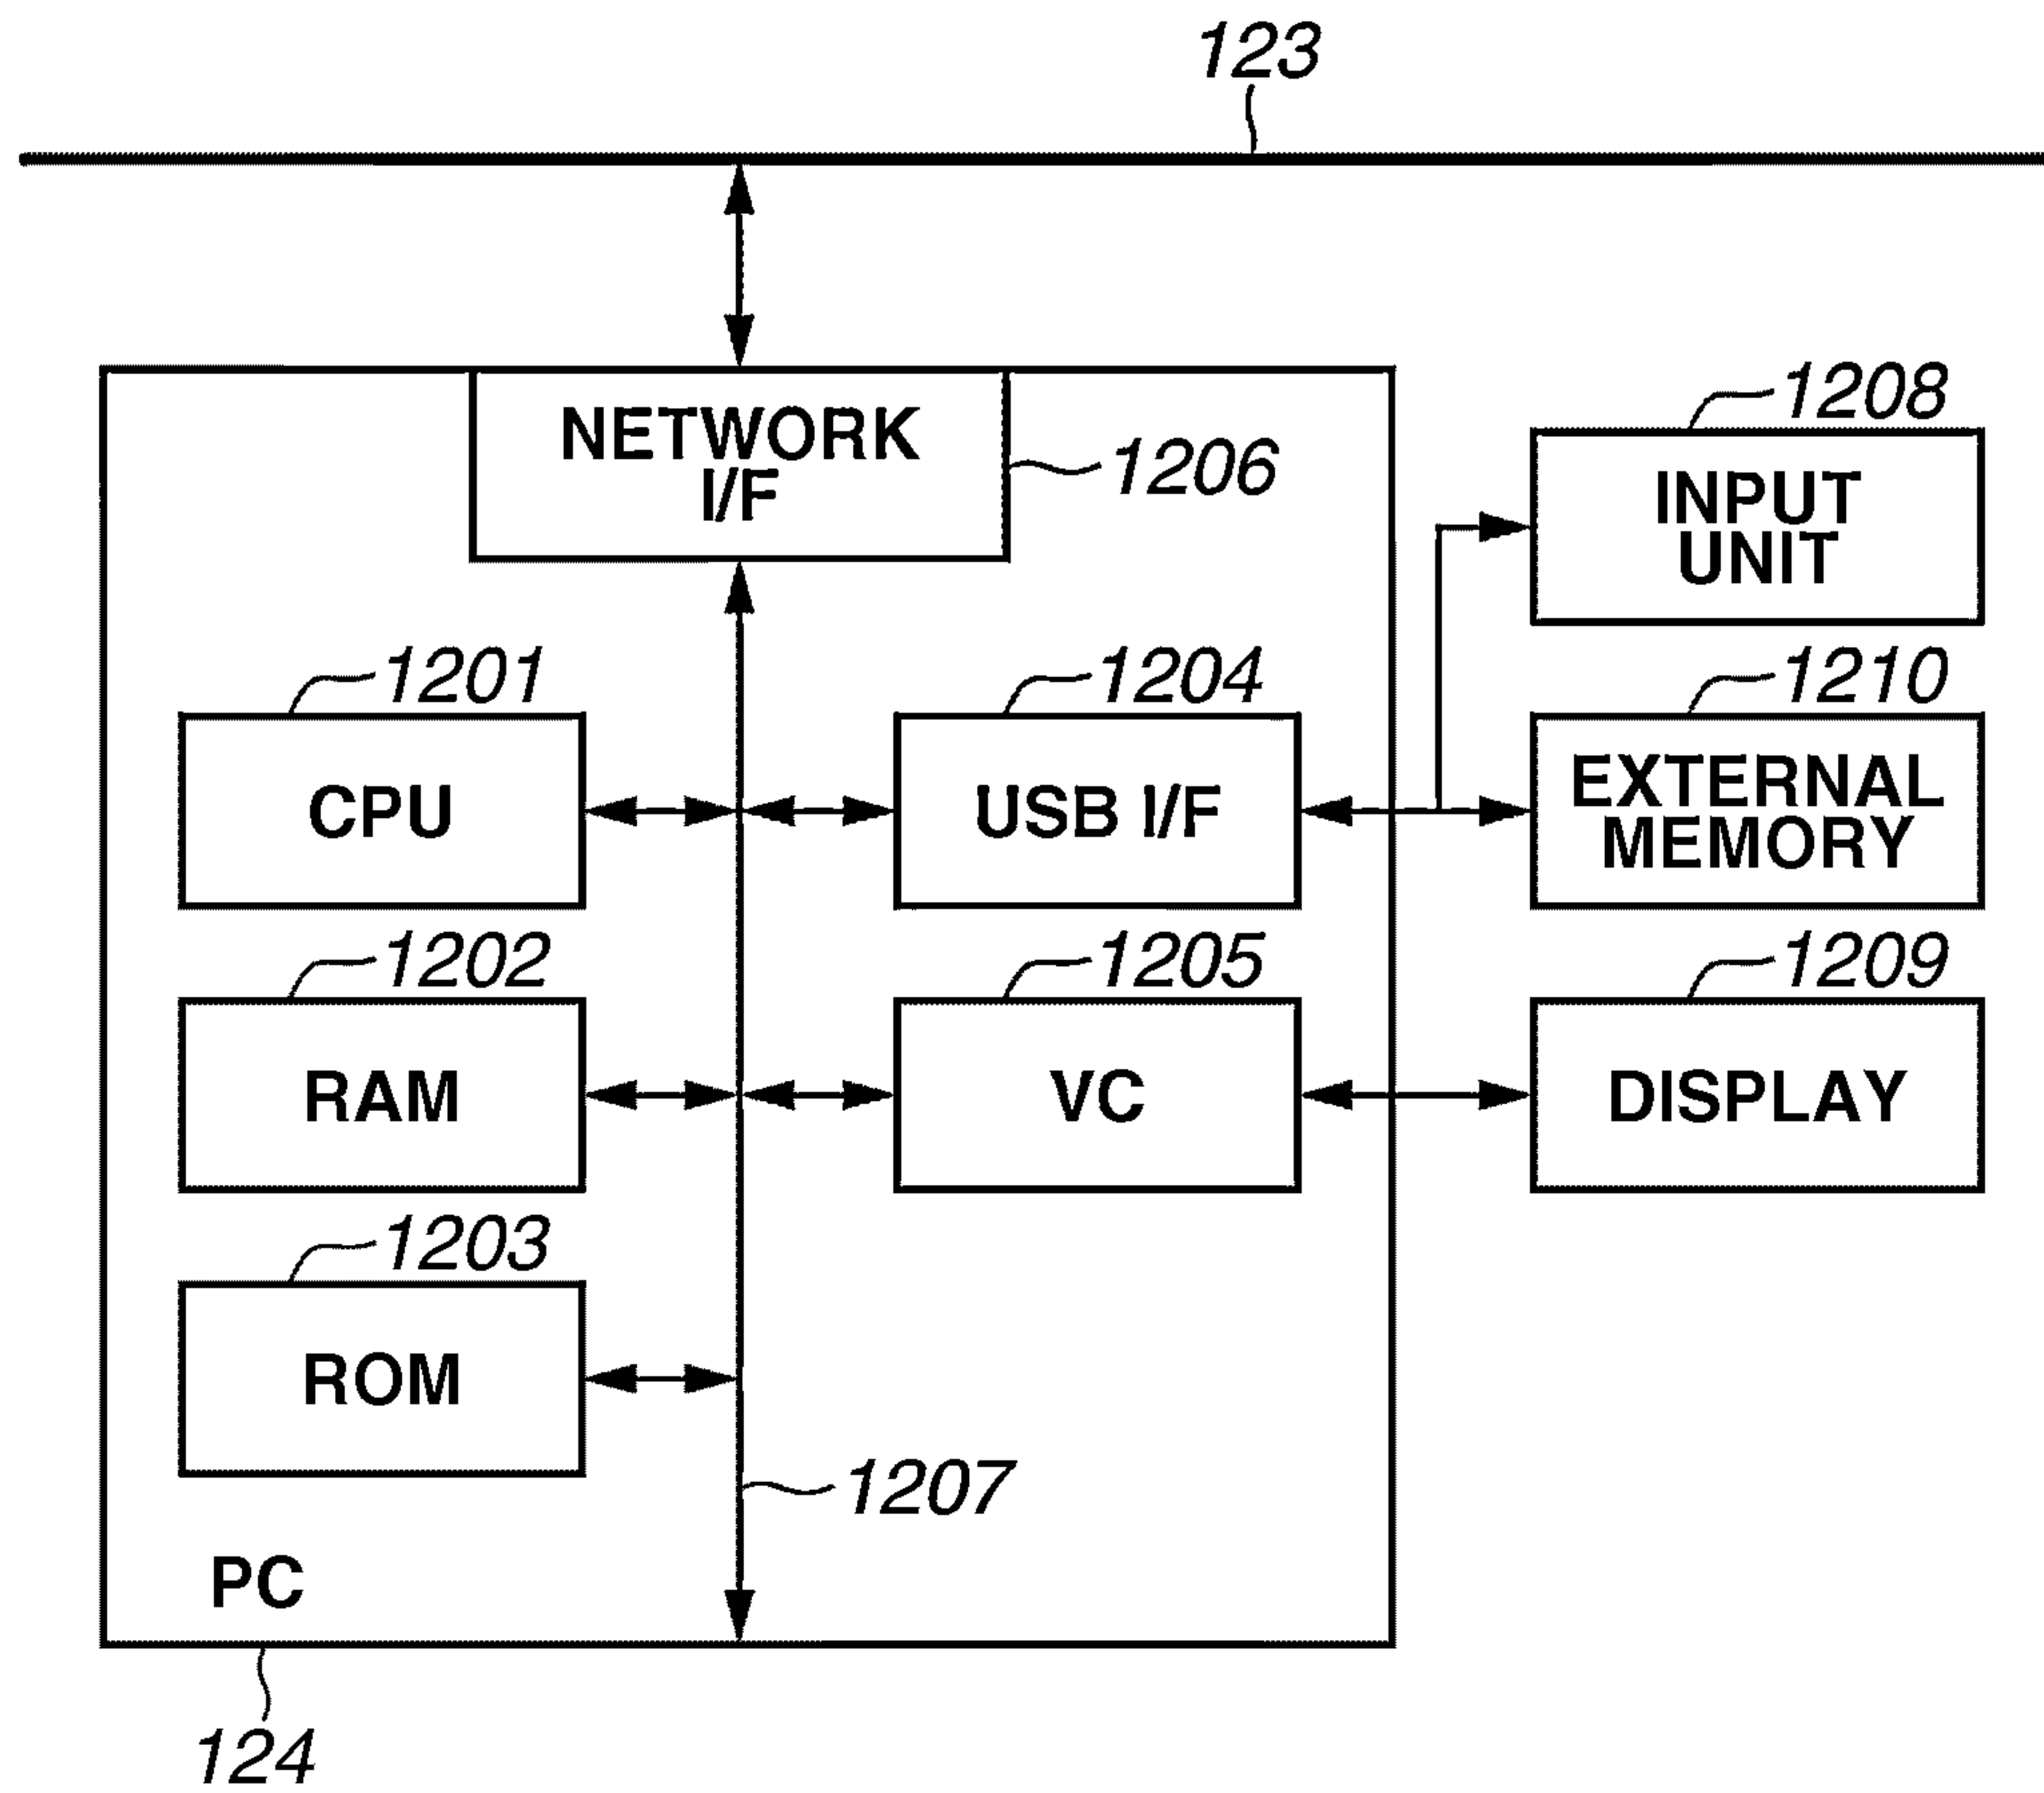 123
NETWORK
I/F
1206
1208
INPUT
UNIT
1201
CPU
1204
USB I/F
1210
EXTERNAL
MEMORY
1202
RAM
1205
VC
1209
DISPLAY
1203
ROM
1207
PC
124